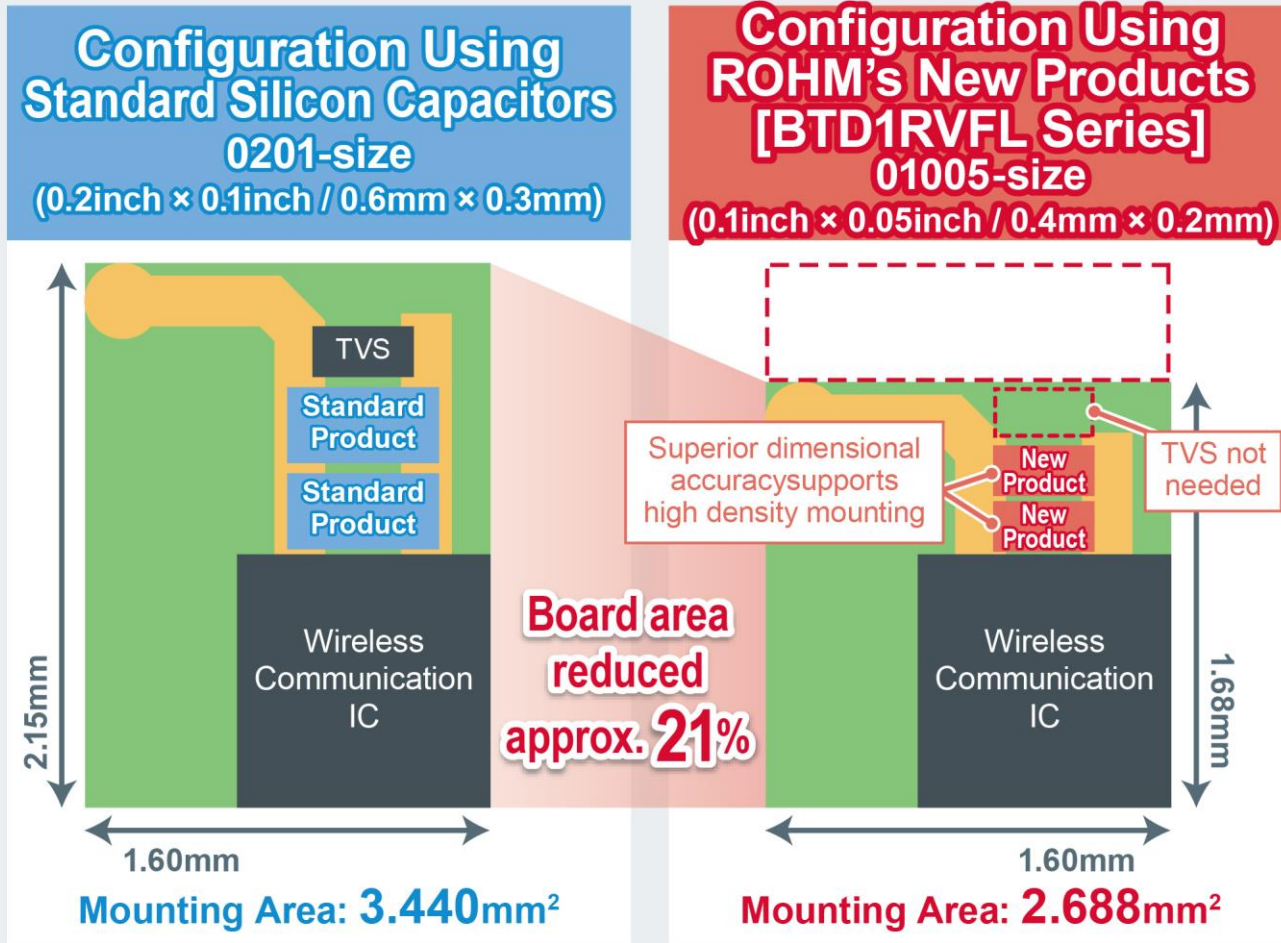 Configuration Using
Standard Silicon Capacitors
0201-size
(0.2inch × 0.1inch / 0.6mm × 0.3mm)
Configuration Using
ROHM's New Products
[BTD1RVFL Series]
01005-size
(0.1inch × 0.05inch / 0.4mm × 0.2mm)
TVS
Standard
Product
Standard
Product
Wireless
Communication
IC
2.15mm
1.60mm
Mounting Area: 3.440mm²
Board area
reduced
approx. 21%
Superior dimensional
accuracysupports
high density mounting
New
Product
New
Product
TVS not
needed
Wireless
Communication
IC
1.68mm
1.60mm
Mounting Area: 2.688mm²